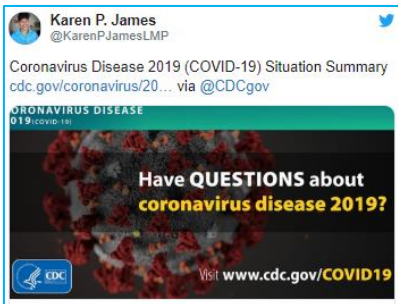 Karen P. James
@KarenPJamesLMP
Coronavirus Disease 2019 (COVID-19) Situation Summary
cdc.gov/coronavirus/20... via @CDCgov
ORONAVIRUS DISEASE
019 (COVID-19)
Have QUESTIONS about
coronavirus disease 2019?
CDC
Visit www.cdc.gov/COVID19